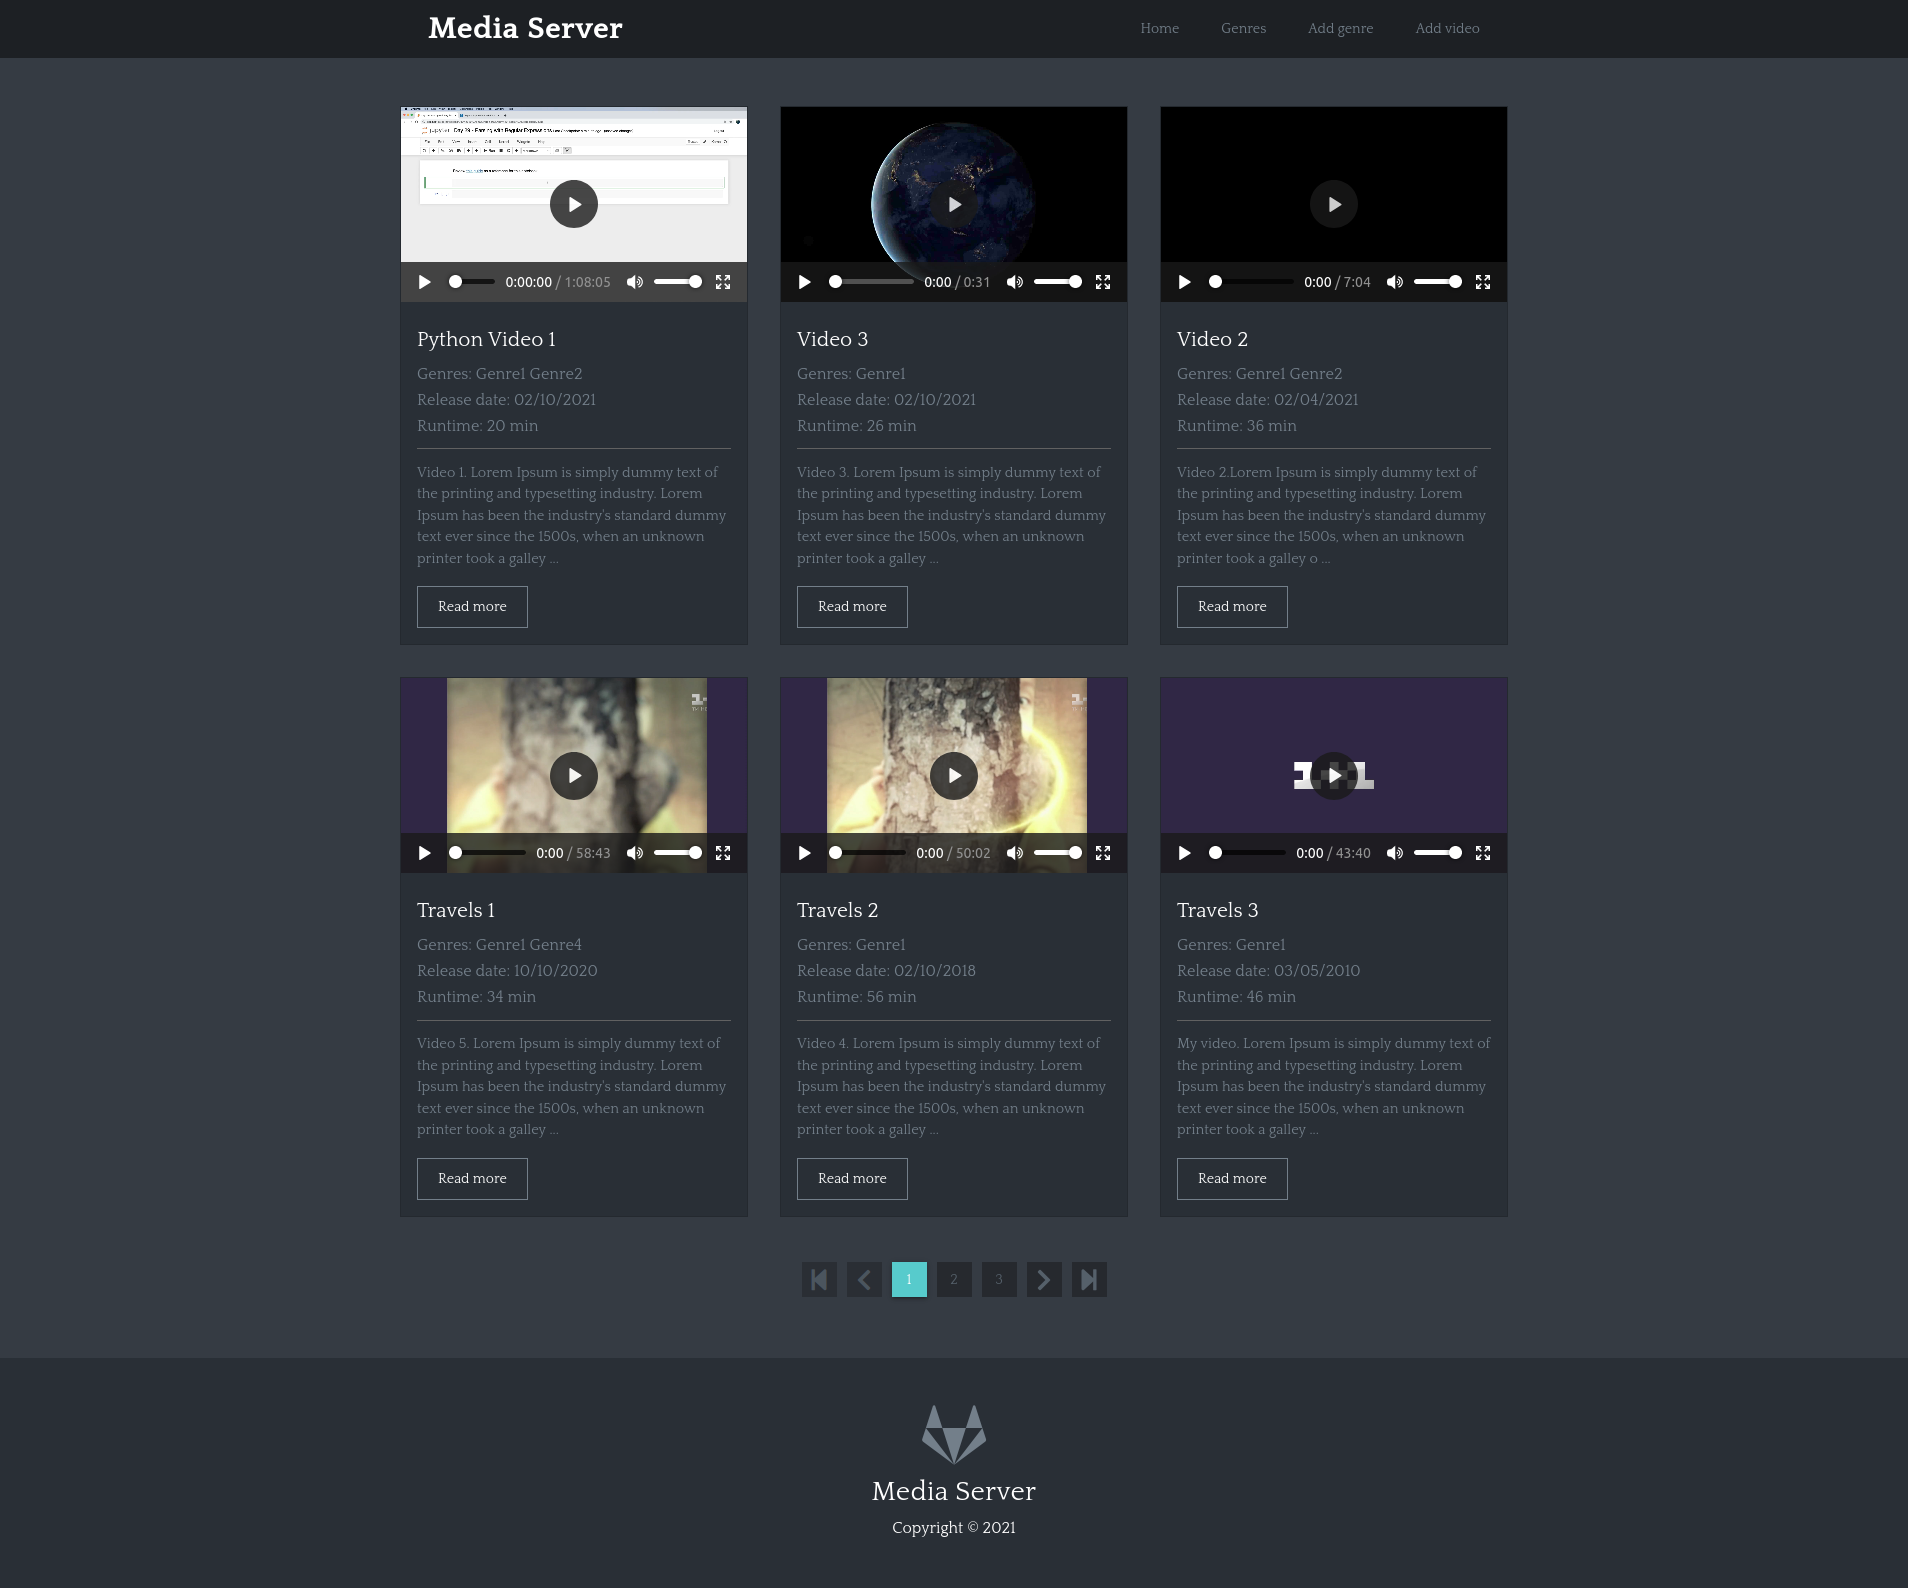 Media Server
Home Genres Add genre Add video
Day 29 - Parsing with Regular Expressions
0:00:00 / 1:08:05
0:00 / 0:31
0:00 / 7:04
Python Video 1
Genres: Genre1 Genre2
Release date: 02/10/2021
Runtime: 20 min
Video 1. Lorem Ipsum is simply dummy text of
the printing and typesetting industry. Lorem
Ipsum has been the industry's standard dummy
text ever since the 1500s, when an unknown
printer took a galley ...
Read more
Video 3
Genres: Genre1
Release date: 02/10/2021
Runtime: 26 min
Video 3. Lorem Ipsum is simply dummy text of
the printing and typesetting industry. Lorem
Ipsum has been the industry's standard dummy
text ever since the 1500s, when an unknown
printer took a galley ...
Read more
Video 2
Genres: Genre1 Genre2
Release date: 02/04/2021
Runtime: 36 min
Video 2.Lorem Ipsum is simply dummy text of
the printing and typesetting industry. Lorem
Ipsum has been the industry's standard dummy
text ever since the 1500s, when an unknown
printer took a galley o ...
Read more
0:00 / 58:43
0:00 / 50:02
1+1
0:00 / 43:40
Travels 1
Genres: Genre1 Genre4
Release date: 10/10/2020
Runtime: 34 min
Video 5. Lorem Ipsum is simply dummy text of
the printing and typesetting industry. Lorem
Ipsum has been the industry's standard dummy
text ever since the 1500s, when an unknown
printer took a galley ...
Read more
Travels 2
Genres: Genre1
Release date: 02/10/2018
Runtime: 56 min
Video 4. Lorem Ipsum is simply dummy text of
the printing and typesetting industry. Lorem
Ipsum has been the industry's standard dummy
text ever since the 1500s, when an unknown
printer took a galley ...
Read more
Travels 3
Genres: Genre1
Release date: 03/05/2010
Runtime: 46 min
My video. Lorem Ipsum is simply dummy text of
the printing and typesetting industry. Lorem
Ipsum has been the industry's standard dummy
text ever since the 1500s, when an unknown
printer took a galley ...
Read more
1 2 3
Media Server
Copyright © 2021